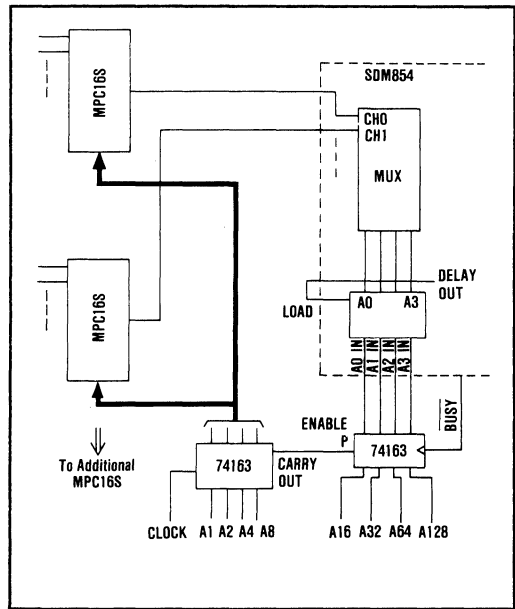 SDM854
MPC16S
CH0
CH1
MUX
DELAY
OUT
LOAD
A0 A3
MPC16S
A0 IN
A1 IN
A2 IN
A3 IN
BUSY
ENABLE
P
74163
74163
CARRY
OUT
To Additional
MPC16S
CLOCK A1 A2 A4 A8
A16 A32 A64 A128